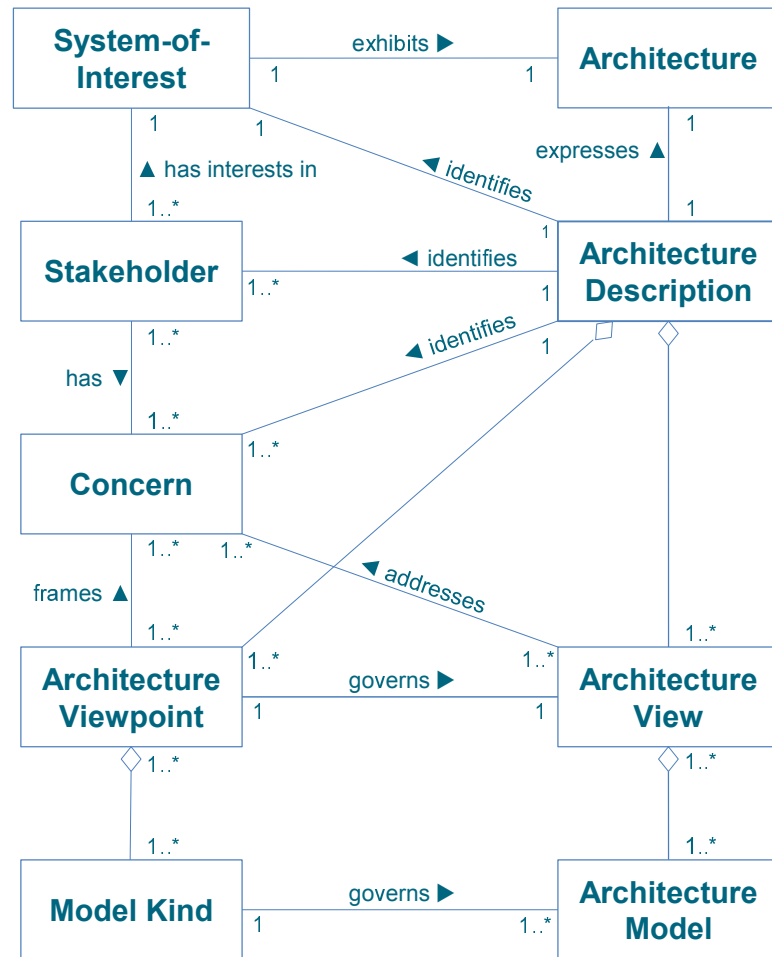 System-of-
Interest
exhibits ▶
1
1
Architecture
1
1
1
▲ has interests in
expresses ▲
◀ identifies
1..*
1
1
Stakeholder
◀ identifies
Architecture
Description
1..*
1
1..*
◀ identifies
1
has ▼
1..*
1..*
Concern
1..*
1..*
◀ addresses
frames ▲
1..*
1..*
1..*
1..*
Architecture
Viewpoint
governs ▶
Architecture
View
1
1
1..*
1..*
1..*
1..*
Model Kind
governs ▶
Architecture
Model
1
1..*